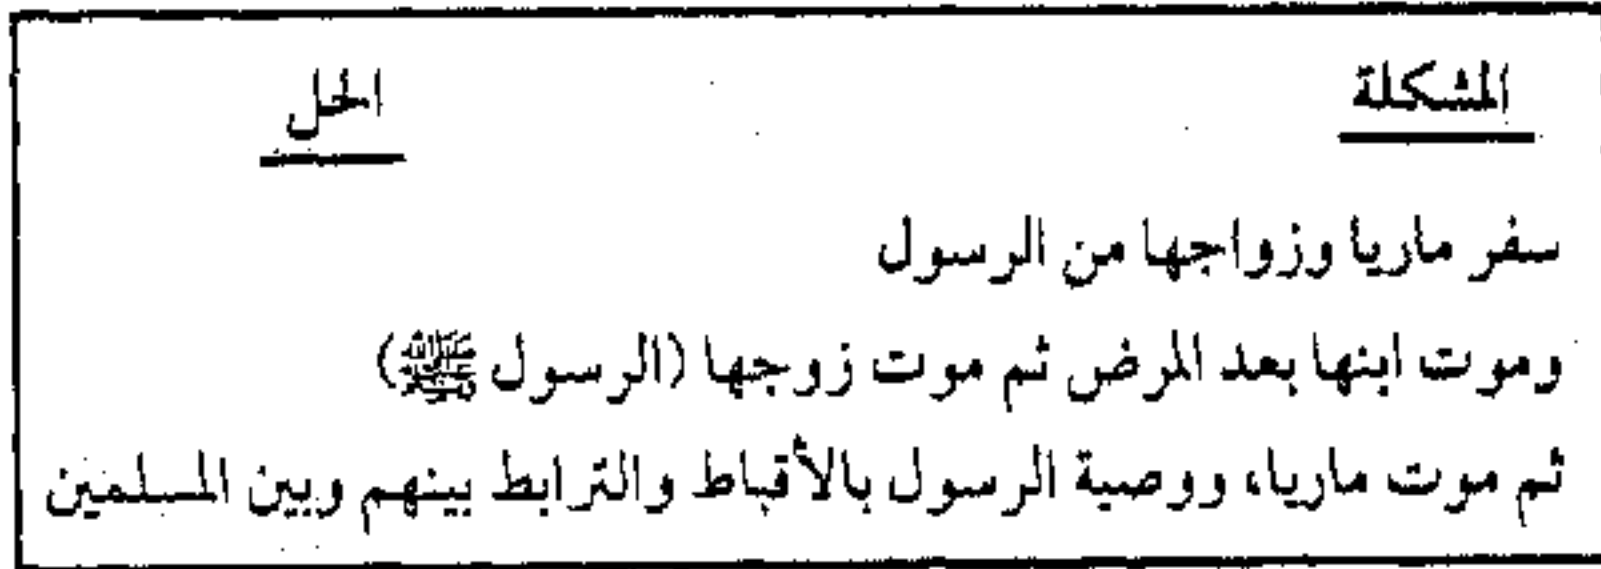 المشكلة الحل
سفر ماريا وزواجها من الرسول
وموت ابنها بعد المرض ثم موت زوجها (الرسول ﷺ)
ثم موت ماريا، ووصية الرسول بالأقباط والترابط بينهم وبين المسلمين